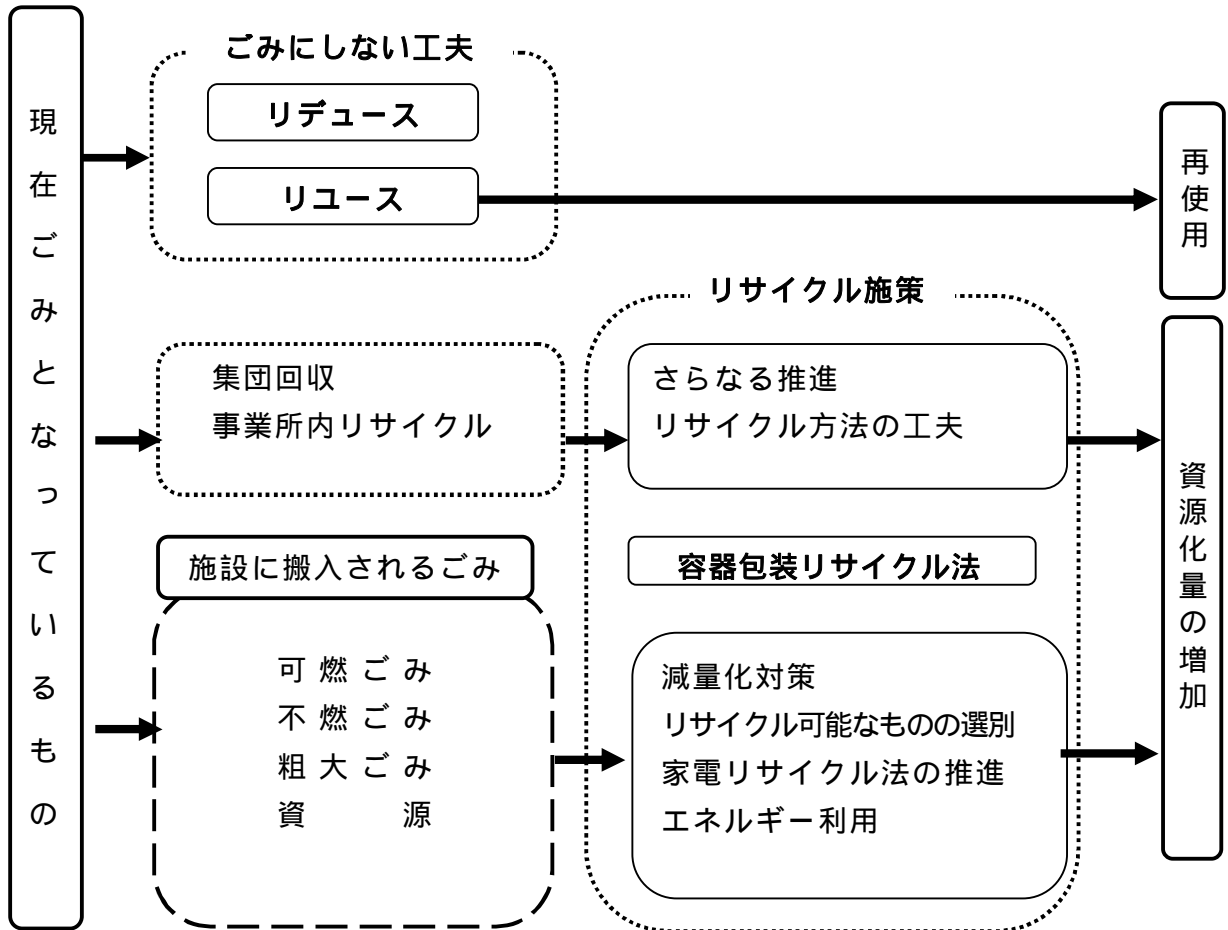 現在ごみとなっているもの
ごみにしない工夫
リデュース
リユース
再使用
集団回収
事業所内リサイクル
リサイクル施策
さらなる推進
リサイクル方法の工夫
施設に搬入されるごみ
可燃ごみ
不燃ごみ
粗大ごみ
資　　源
容器包装リサイクル法
減量化対策
リサイクル可能なものの選別
家電リサイクル法の推進
エネルギー利用
資源化量の増加